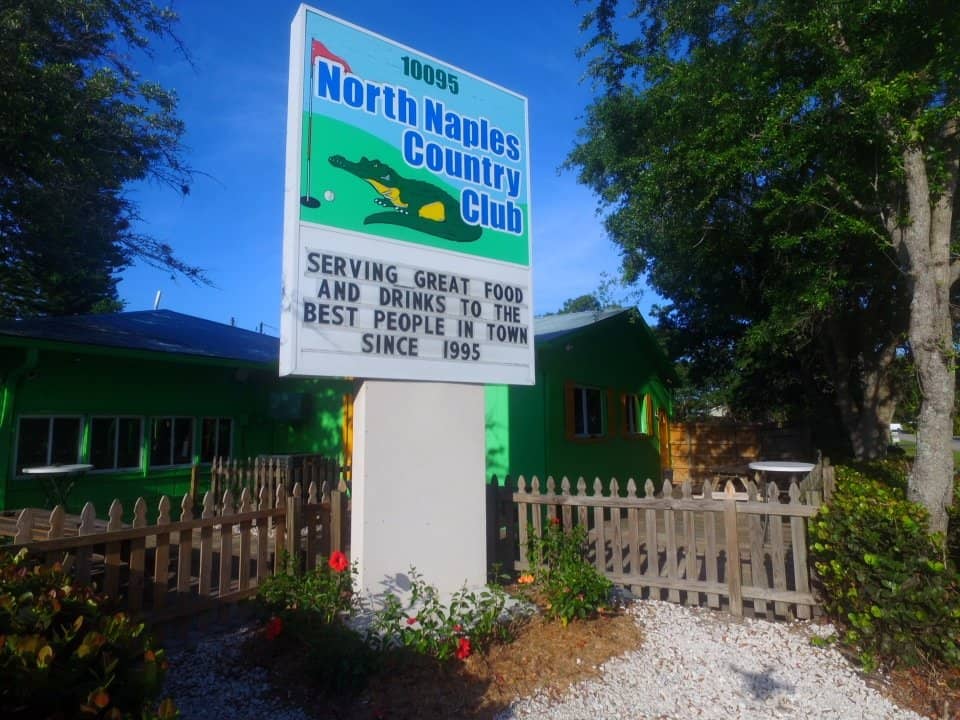 10095
North Naples
Country
Club
SERVING GREAT FOOD
AND DRINKS TO THE
BEST PEOPLE IN TOWN
SINCE 1995